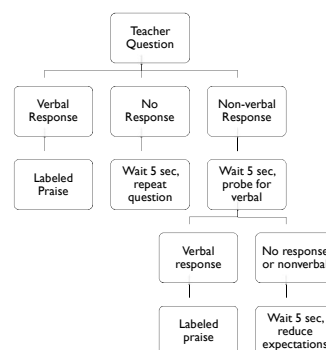 Teacher
Question
Verbal
Response
No
Response
Non-verbal
Response
Labeled
Praise
Wait 5 sec,
repeat
question
Wait 5 sec,
probe for
verbal
Verbal
response
No response
or nonverbal
Labeled
praise
Wait 5 sec,
reduce
expectations